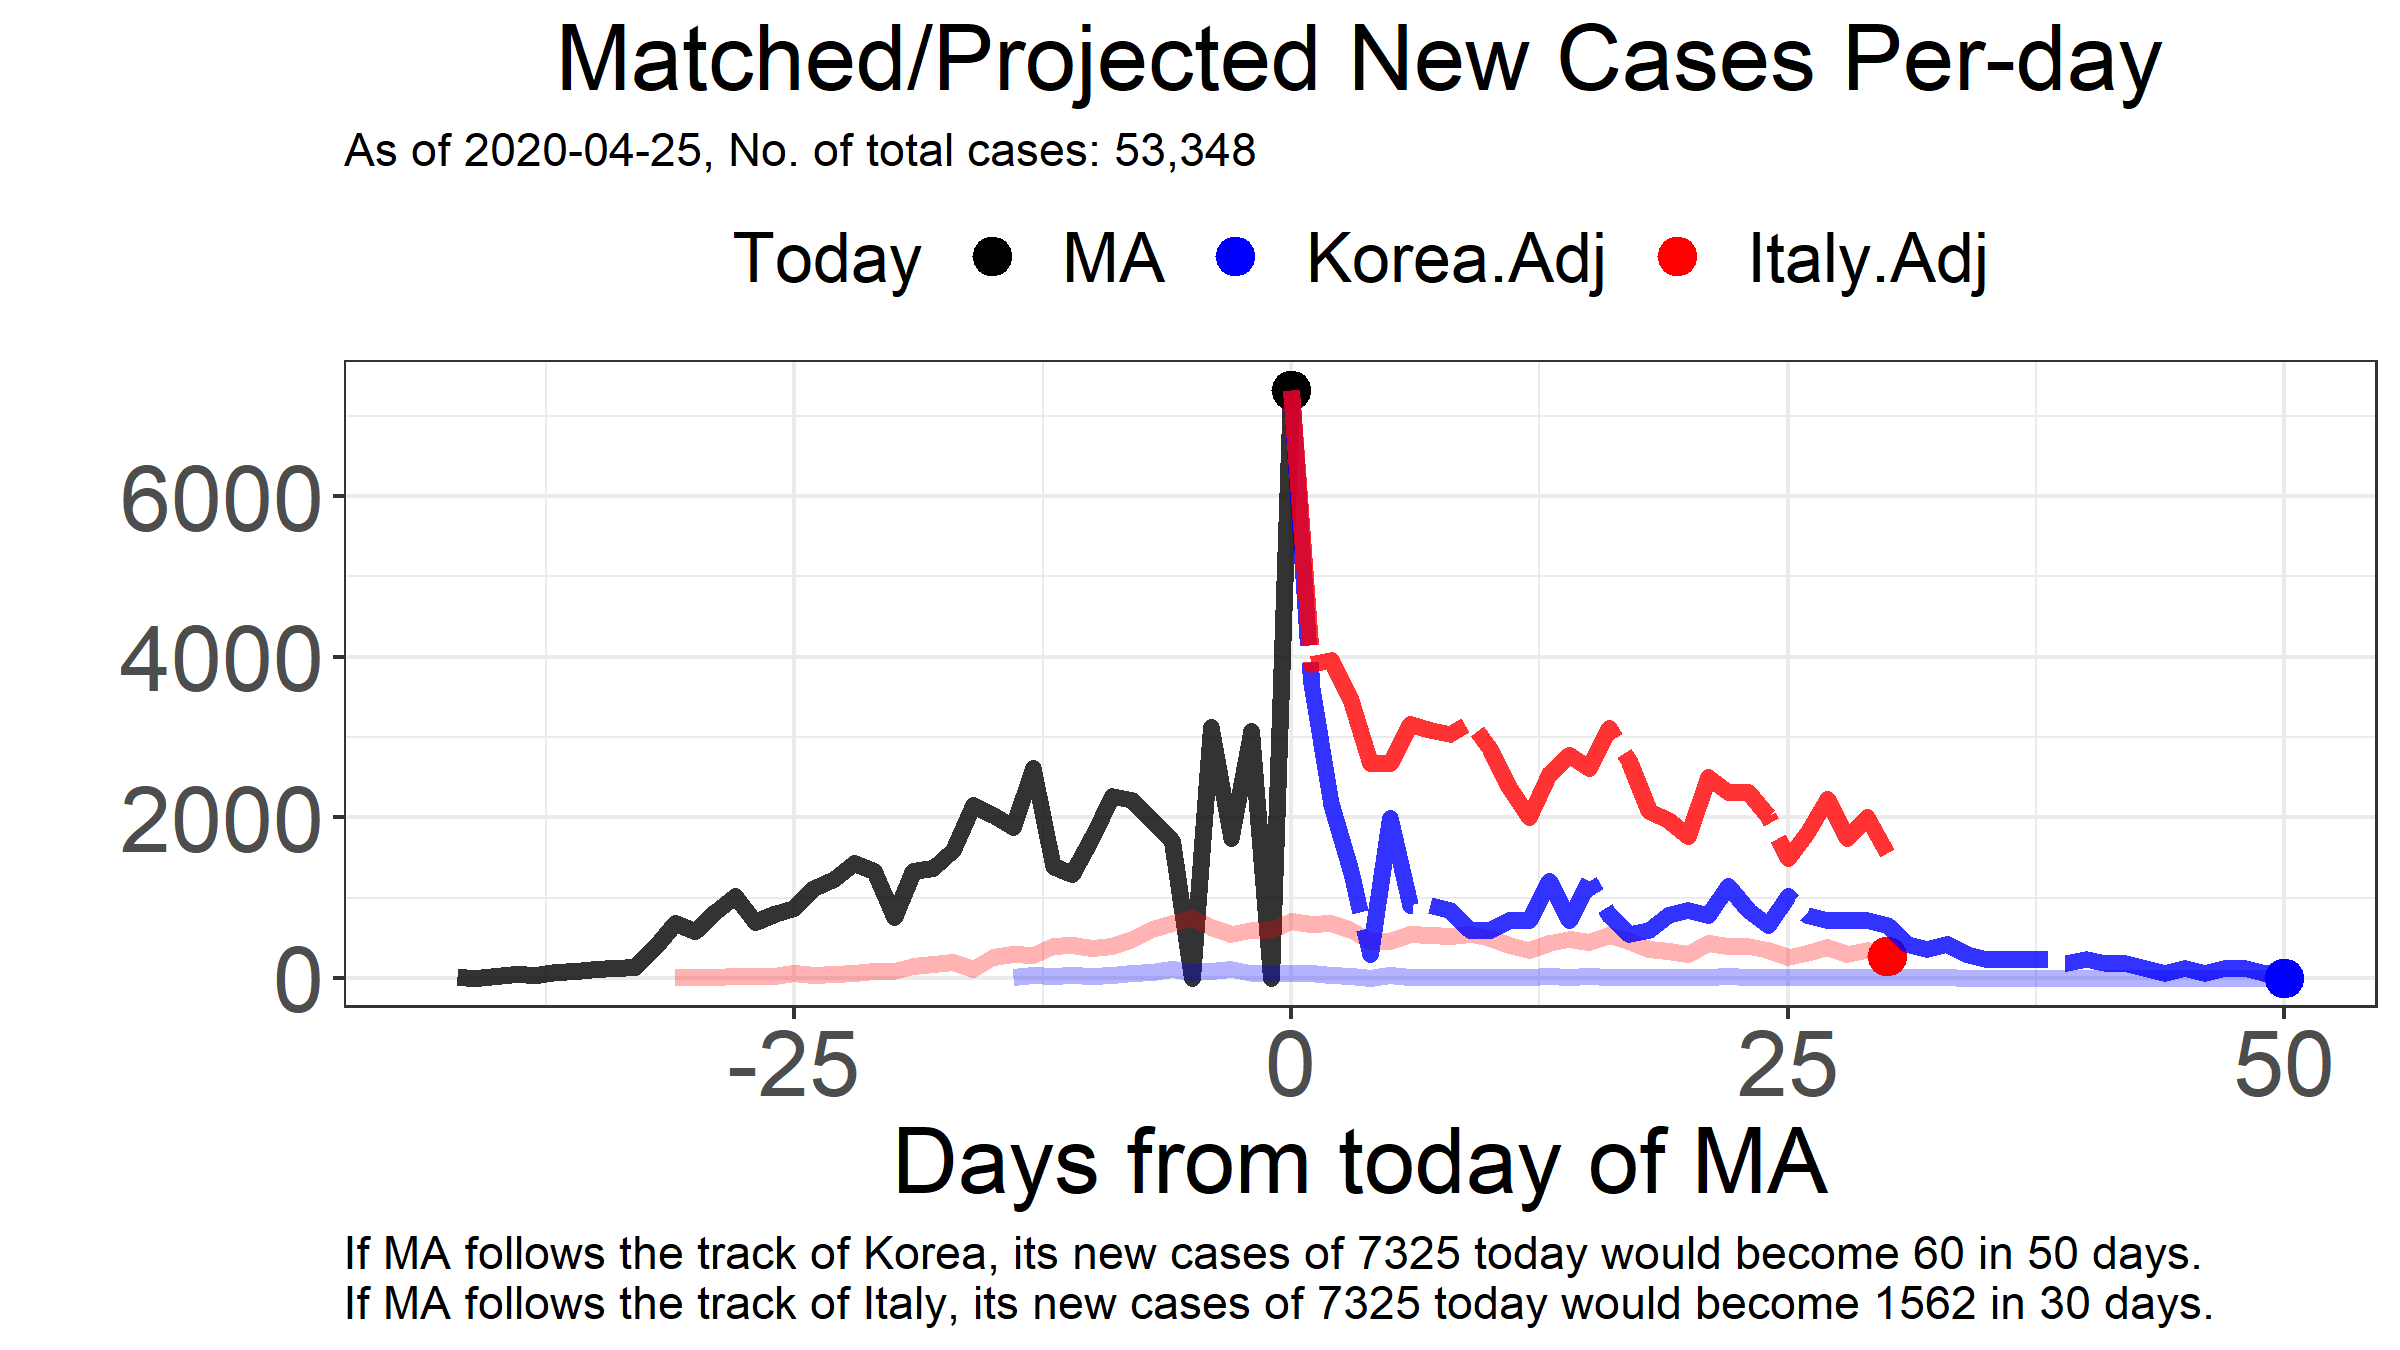 Matched/Projected New Cases Per-day
As of 2020-04-25, No. of total cases: 53,348
Today MA Korea.Adj Italy.Adj
6000
4000
2000
0
-25 0 25 50
Days from today of MA
If MA follows the track of Korea, its new cases of 7325 today would become 60 in 50 days.
If MA follows the track of Italy, its new cases of 7325 today would become 1562 in 30 days.